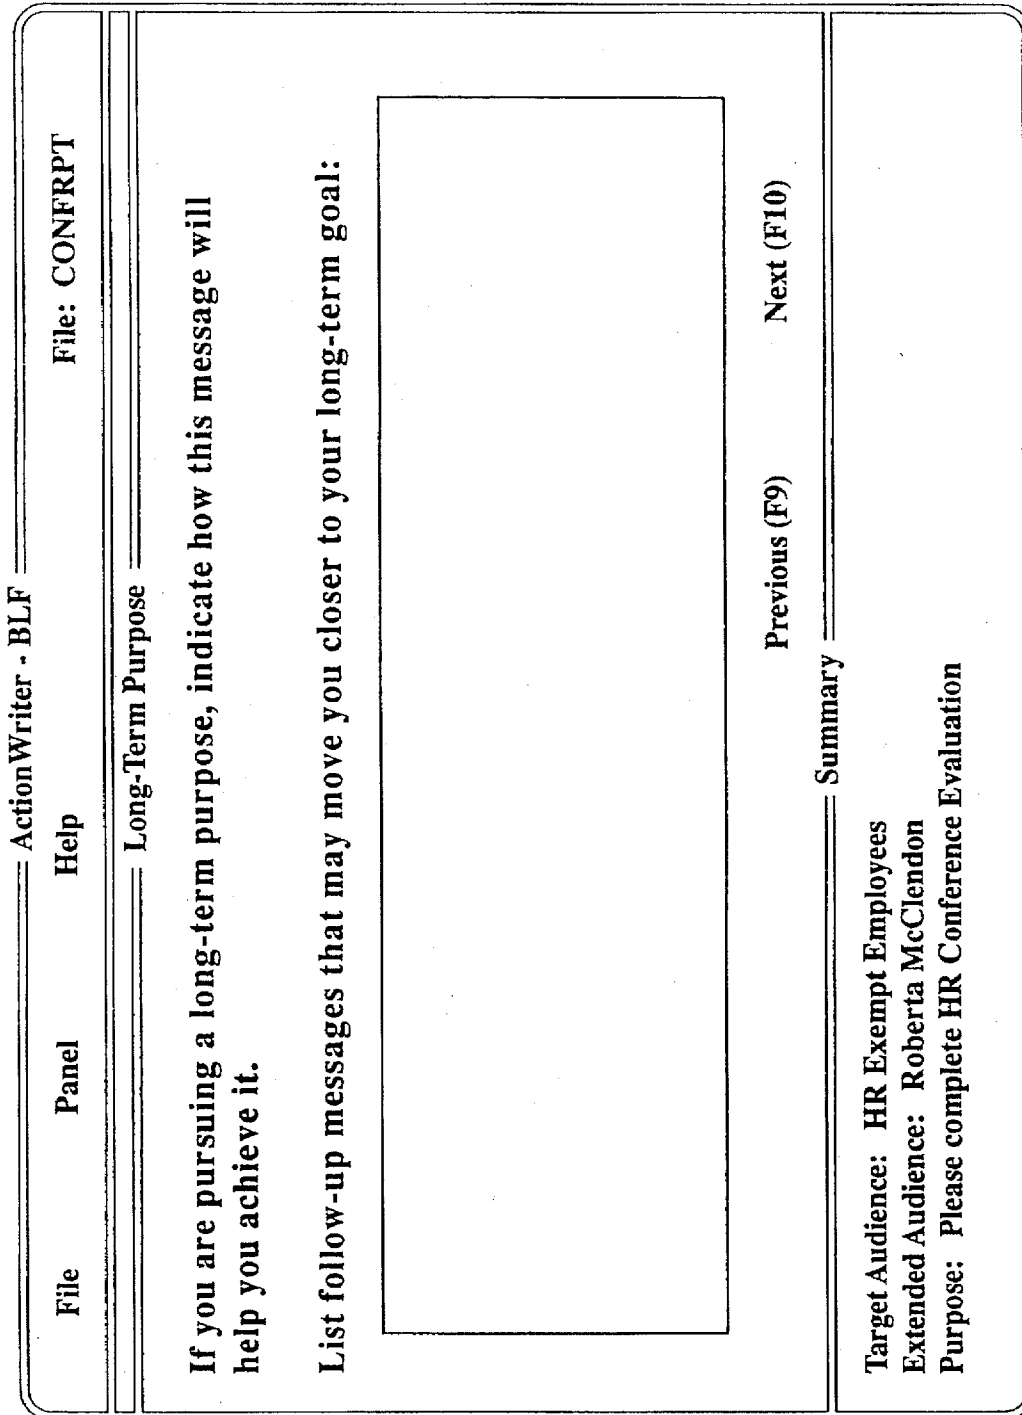 ActionWriter - BLF
File Panel Help File: CONFRPT
Long-Term Purpose
If you are pursuing a long-term purpose, indicate how this message will
help you achieve it.
List follow-up messages that may move you closer to your long-term goal:
Previous (F9) Next (F10)
Summary
Target Audience: HR Exempt Employees
Extended Audience: Roberta McClendon
Purpose: Please complete HR Conference Evaluation